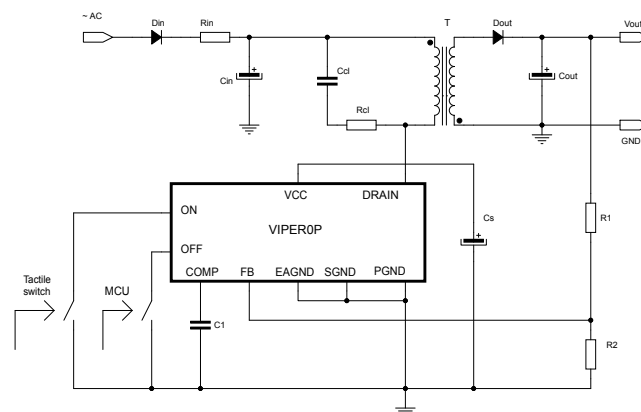 ~ AC
Din
Rin
T
Dout
Vout
+
Cin
Ccl
+
Cout
Rcl
GND
VCC
DRAIN
ON
VIPER0P
Cs
+
R1
OFF
COMP
FB
EAGND
SGND
PGND
Tactile
switch
MCU
C1
R2